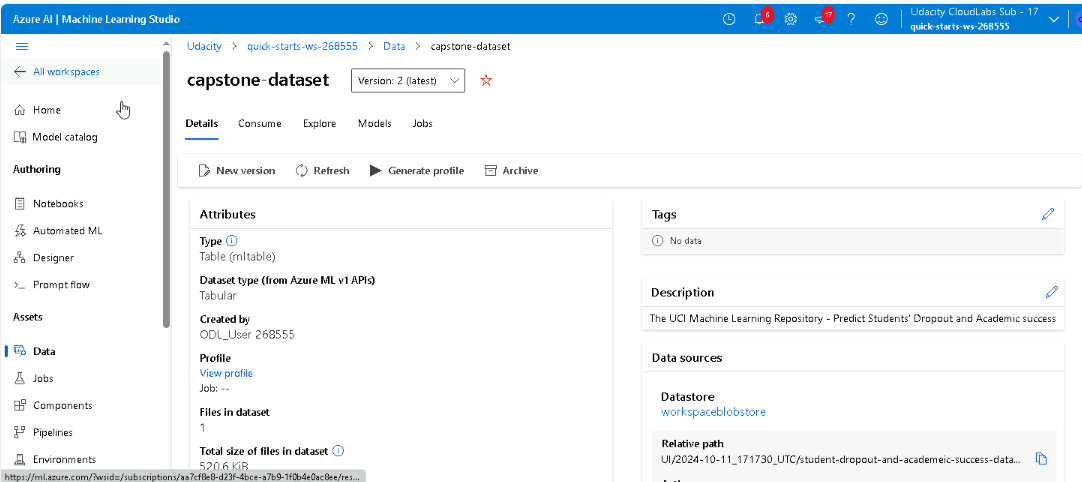 Azure AI | Machine Learning Studio
6
17
Udacity CloudLabs Sub - 17
quick-starts-ws-268555
All workspaces
Home
Model catalog
Authoring
Notebooks
Automated ML
Designer
Prompt flow
Assets
Data
Jobs
Components
Pipelines
Environments
https://ml.azure.com/?wsid=/subscriptions/aa7cf8e8-d23f-4bce-a7b9-1f0b4e0ac8ee/res...
Udacity > quick-starts-ws-268555 > Data > capstone-dataset
capstone-dataset
Version: 2 (latest)
Details Consume Explore Models Jobs
New version Refresh Generate profile Archive
Attributes
Type
Table (mltable)
Dataset type (from Azure ML v1 APIs)
Tabular
Created by
ODL_User 268555
Profile
View profile
Job: --
Files in dataset
1
Total size of files in dataset
520.6 KiB
Tags
No data
Description
The UCI Machine Learning Repository - Predict Students' Dropout and Academic success
Data sources
Datastore
workspaceblobstore
Relative path
UI/2024-10-11_171730_UTC/student-dropout-and-academeic-success-data...